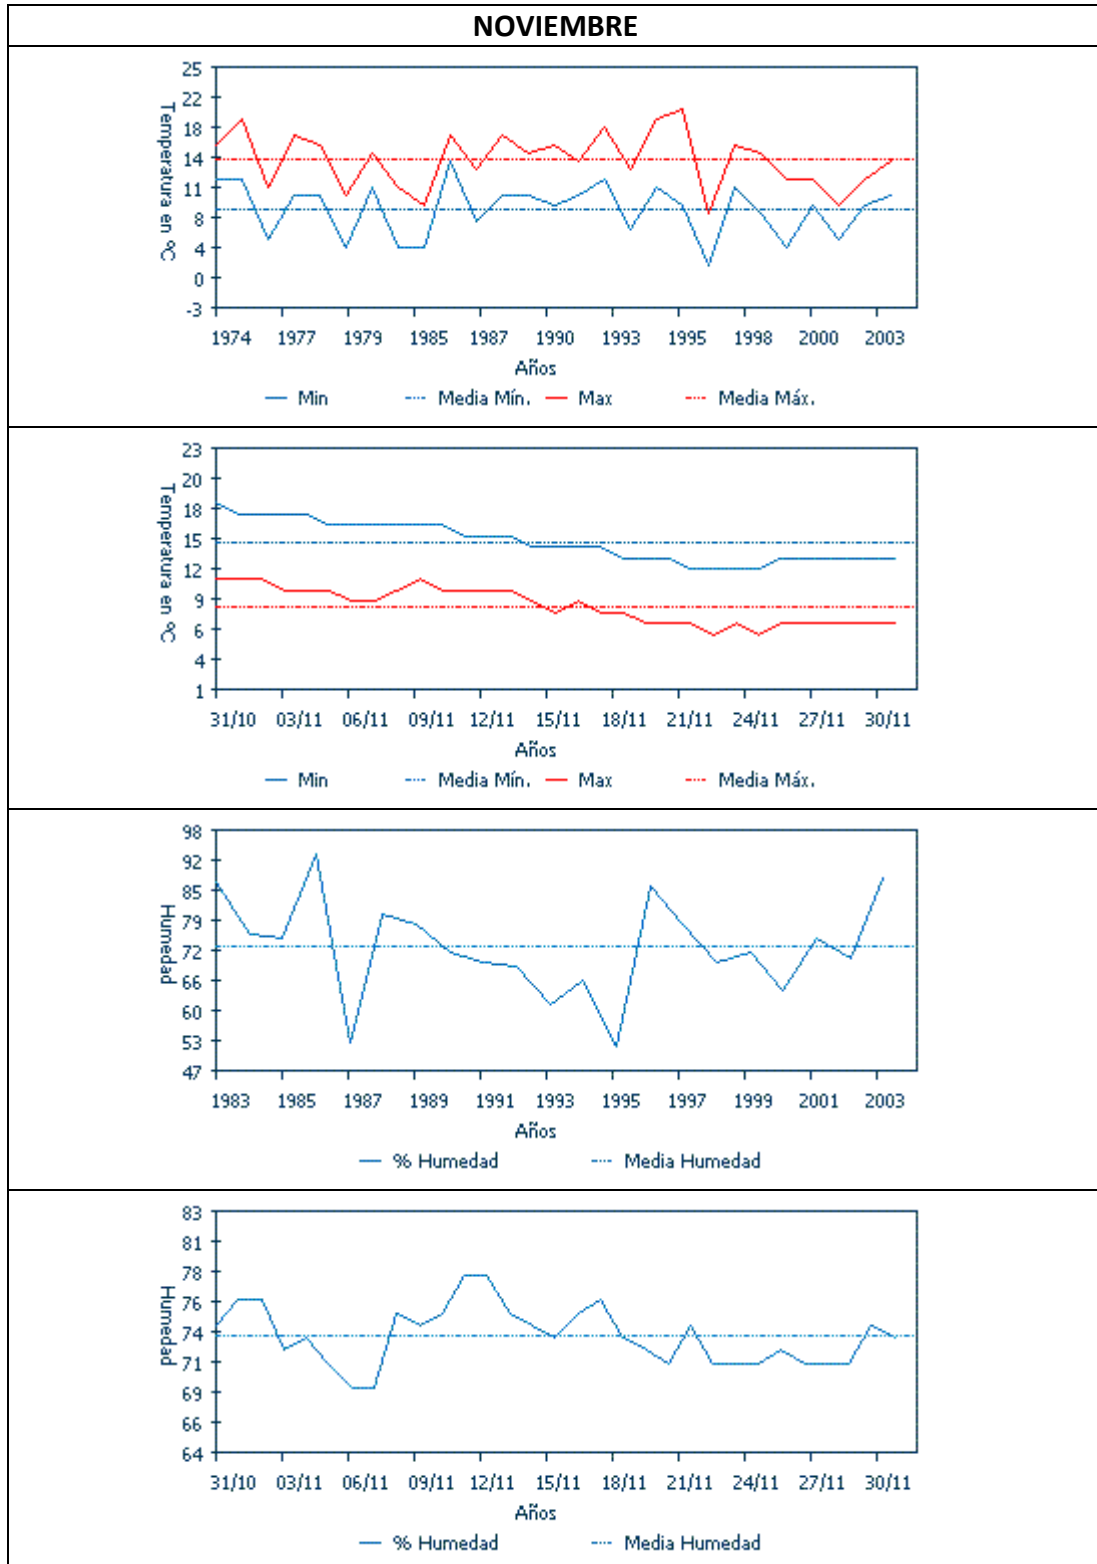 NOVIEMBRE
25
22
18
14
11
8
4
0
-3
Temperatura en ºC
1974 1977 1979 1985 1987 1990 1993 1995 1998 2000 2003
Años
Min Media Mín. Max Media Máx.
23
20
18
15
12
9
6
4
1
Temperatura en ºC
31/10 03/11 06/11 09/11 12/11 15/11 18/11 21/11 24/11 27/11 30/11
Años
Min Media Mín. Max Media Máx.
98
92
85
79
72
66
60
53
47
Humedad
1983 1985 1987 1989 1991 1993 1995 1997 1999 2001 2003
Años
% Humedad Media Humedad
83
81
78
76
74
71
69
66
64
Humedad
31/10 03/11 06/11 09/11 12/11 15/11 18/11 21/11 24/11 27/11 30/11
Años
% Humedad Media Humedad